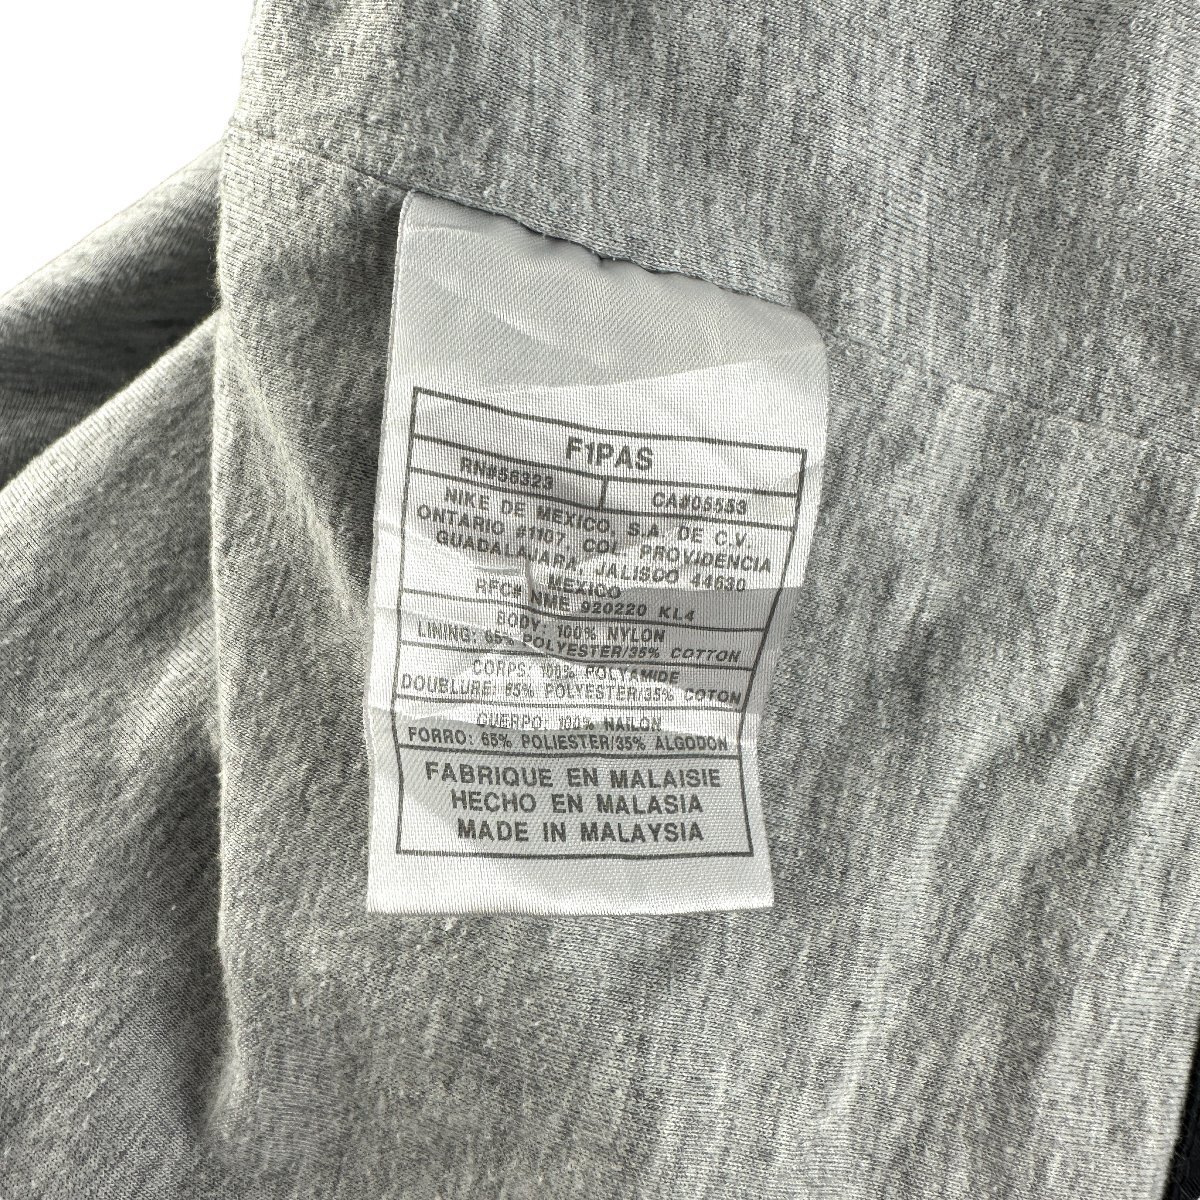 F1PAS
RN#56323 CA#05553
NIKE DE MEXICO, S.A. DE C.V.
ONTARIO #1107, COL. PROVIDENCIA
GUADALAJARA, JALISCO 44630
MEXICO
RFC# NME 920220 KL4
BODY: 100% NYLON
LINING: 65% POLYESTER/35% COTTON
CORPS: 100% POLYAMIDE
DOUBLURE: 65% POLYESTER/35% COTON
CUERPO: 100% NAILON
FORRO: 65% POLIESTER/35% ALGODON
FABRIQUE EN MALAISIE
HECHO EN MALASIA
MADE IN MALAYSIA